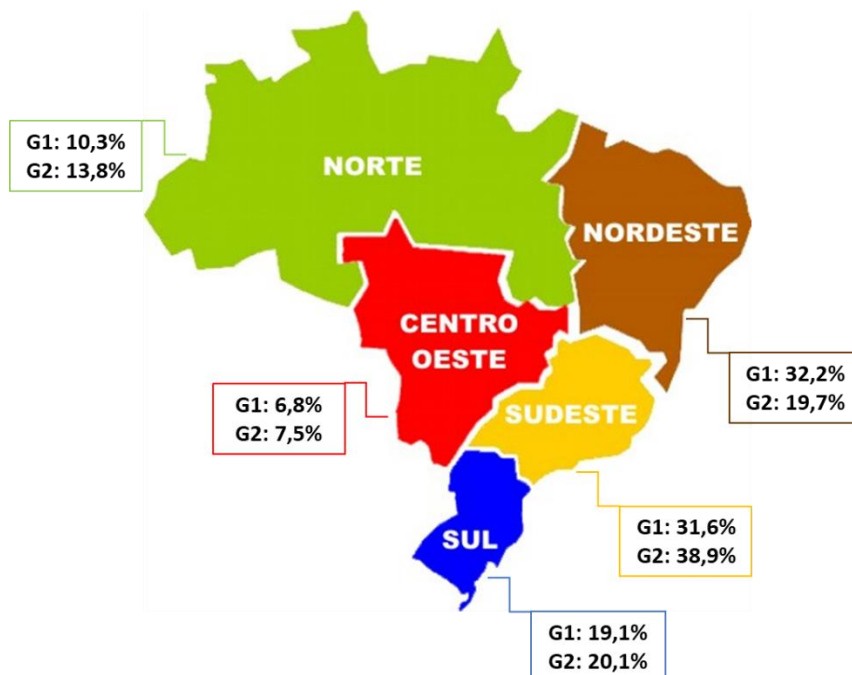 G1: 10,3%
G2: 13,8%
NORTE
NORDESTE
CENTRO
OESTE
G1: 32,2%
G2: 19,7%
G1: 6,8%
G2: 7,5%
SUDESTE
G1: 31,6%
G2: 38,9%
SUL
G1: 19,1%
G2: 20,1%